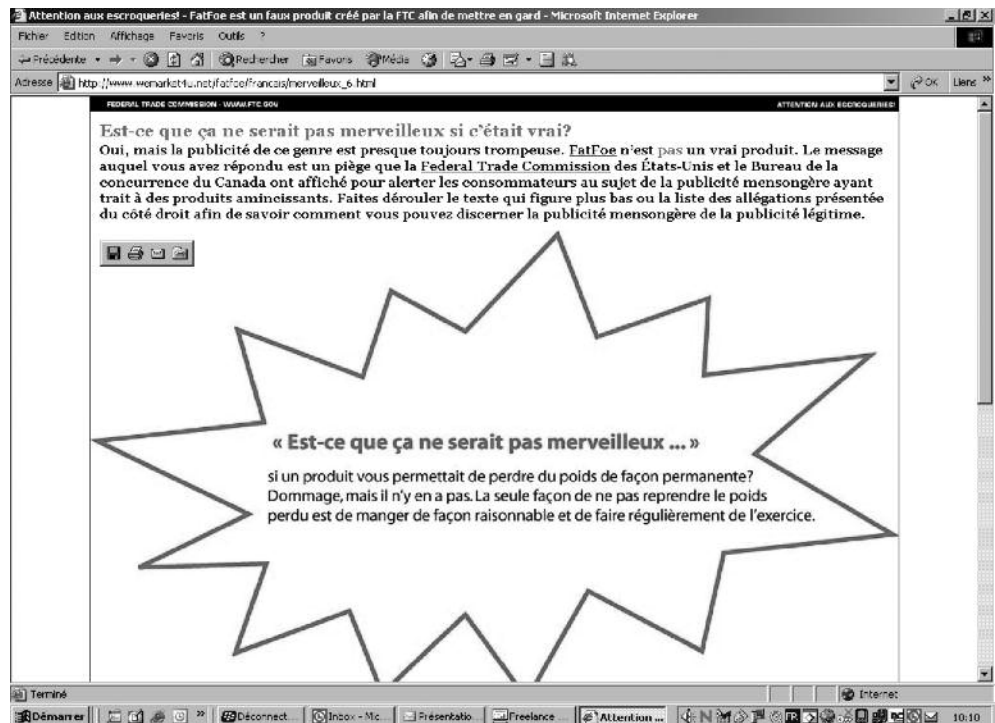 Attention aux escroqueries! - FatFoe est un faux produit créé par la FTC afin de mettre en gard - Microsoft Internet Explorer
Fichier Edition Affichage Favoris Outils ?
Précédente Rechercher Favoris Média
Adresse http://www.wemarket4u.net/fatfoe/francais/merveilleux_6.html OK Liens »
FEDERAL TRADE COMMISSION - WWW.FTC.GOV ATTENTION AUX ESCROQUERIES!
Est-ce que ça ne serait pas merveilleux si c'était vrai?
Oui, mais la publicité de ce genre est presque toujours trompeuse. FatFoe n'est pas un vrai produit. Le message
auquel vous avez répondu est un piège que la Federal Trade Commission des États-Unis et le Bureau de la
concurrence du Canada ont affiché pour alerter les consommateurs au sujet de la publicité mensongère ayant
trait à des produits amincissants. Faites dérouler le texte qui figure plus bas ou la liste des allégations présentée
du côté droit afin de savoir comment vous pouvez discerner la publicité mensongère de la publicité légitime.
« Est-ce que ça ne serait pas merveilleux ... »
si un produit vous permettait de perdre du poids de façon permanente?
Dommage, mais il n'y en a pas. La seule façon de ne pas reprendre le poids
perdu est de manger de façon raisonnable et de faire régulièrement de l'exercice.
Terminé Internet
Démarrer » Déconnect... Inbox - Mic... Présentatio... Freelance ... Attention ... 10:10